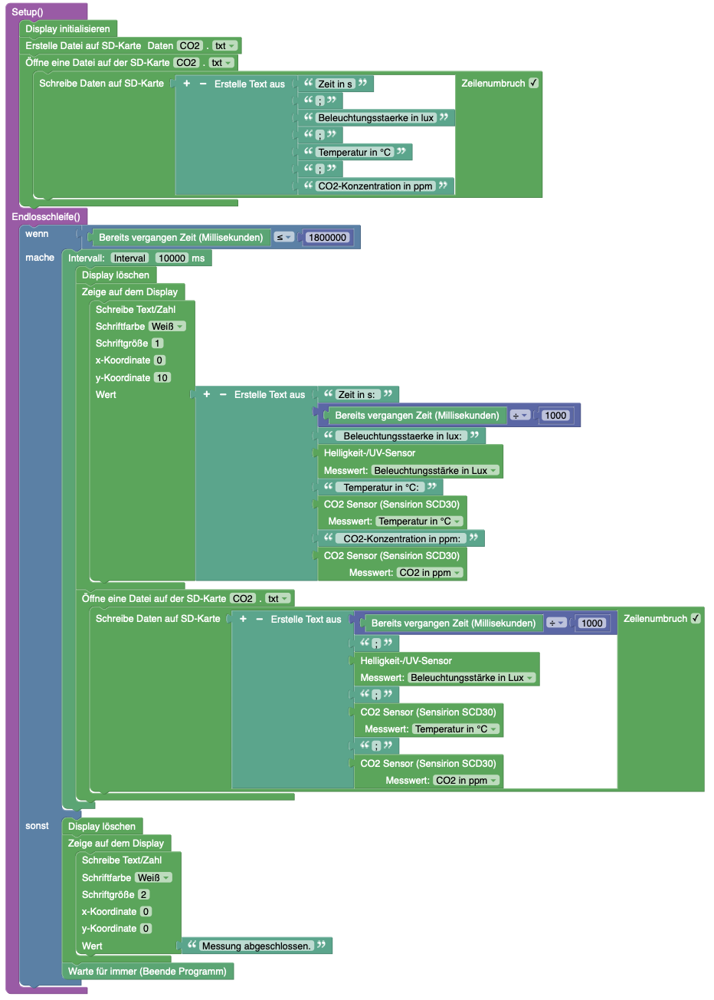 Setup()
Display initialisieren
Erstelle Datei auf SD-Karte Daten CO2 . txt
Öffne eine Datei auf der SD-Karte CO2 . txt
Schreibe Daten auf SD-Karte + − Erstelle Text aus “ Zeit in s ” Zeilenumbruch ✓
“ ; ”
“ Beleuchtungsstaerke in lux ”
“ ; ”
“ Temperatur in °C ”
“ ; ”
“ CO2-Konzentration in ppm ”
Endlosschleife()
wenn Bereits vergangen Zeit (Millisekunden) ≤ 1800000
mache Intervall: Interval 10000 ms
Display löschen
Zeige auf dem Display
Schreibe Text/Zahl
Schriftfarbe Weiß
Schriftgröße 1
x-Koordinate 0
y-Koordinate 10
Wert + − Erstelle Text aus “ Zeit in s: ”
Bereits vergangen Zeit (Millisekunden) ÷ 1000
“ Beleuchtungsstaerke in lux: ”
Helligkeit-/UV-Sensor
Messwert: Beleuchtungsstärke in Lux
“ Temperatur in °C: ”
CO2 Sensor (Sensirion SCD30)
Messwert: Temperatur in °C
“ CO2-Konzentration in ppm: ”
CO2 Sensor (Sensirion SCD30)
Messwert: CO2 in ppm
Öffne eine Datei auf der SD-Karte CO2 . txt
Schreibe Daten auf SD-Karte + − Erstelle Text aus Bereits vergangen Zeit (Millisekunden) ÷ 1000 Zeilenumbruch ✓
“ ; ”
Helligkeit-/UV-Sensor
Messwert: Beleuchtungsstärke in Lux
“ ; ”
CO2 Sensor (Sensirion SCD30)
Messwert: Temperatur in °C
“ ; ”
CO2 Sensor (Sensirion SCD30)
Messwert: CO2 in ppm
sonst Display löschen
Zeige auf dem Display
Schreibe Text/Zahl
Schriftfarbe Weiß
Schriftgröße 2
x-Koordinate 0
y-Koordinate 0
Wert “ Messung abgeschlossen. ”
Warte für immer (Beende Programm)